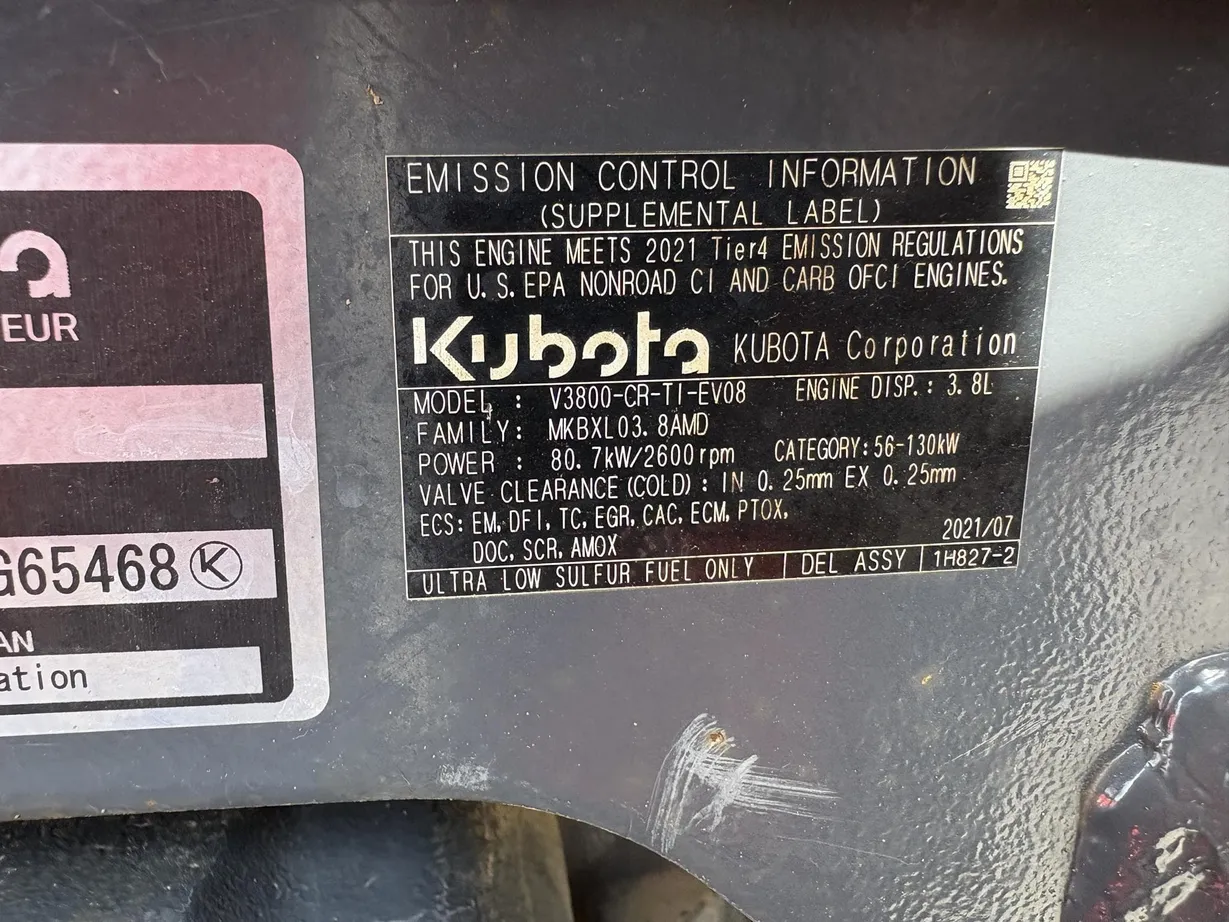 EUR
G65468 K
AN
ation
EMISSION CONTROL INFORMATION
(SUPPLEMENTAL LABEL)
THIS ENGINE MEETS 2021 Tier4 EMISSION REGULATIONS
FOR U.S.EPA NONROAD CI AND CARB OFCI ENGINES.
Kubota KUBOTA Corporation
MODEL : V3800-CR-TI-EV08 ENGINE DISP.: 3.8L
FAMILY: MKBXL03.8AMD
POWER : 80.7kW/2600rpm CATEGORY:56-130kW
VALVE CLEARANCE(COLD): IN 0.25mm EX 0.25mm
ECS: EM, DFI, TC, EGR, CAC, ECM, PTOX,
DOC, SCR, AMOX 2021/07
ULTRA LOW SULFUR FUEL ONLY DEL ASSY 1H827-2